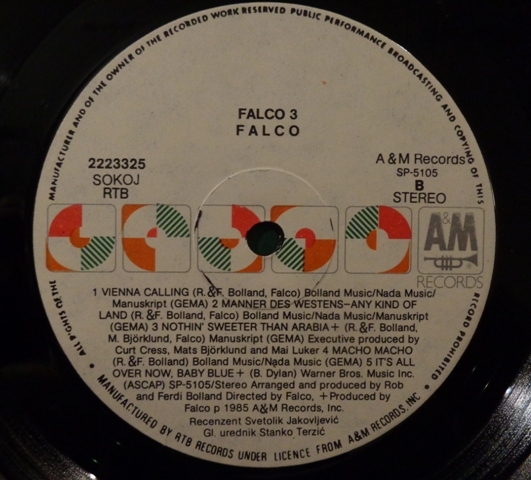 MANUFACTURER AND OF THE OWNER OF THE RECORDED WORK RESERVED PUBLIC PERFORMANCE BROADCASTING AND COPYING OF THIS
FALCO 3
FALCO
2223325
SOKOJ
RTB
A & M Records
SP-5105
B
STEREO
A&M
RECORDS
1 VIENNA CALLING (R. &F. Bolland, Falco) Bolland Music/Nada Music/
Manuskript (GEMA) 2 MANNER DES WESTENS–ANY KIND OF
LAND (R. &F. Bolland, Falco) Bolland Music/Nada Music/Manuskript
(GEMA) 3 NOTHIN' SWEETER THAN ARABIA + (R. &F. Bolland,
M. Björklund, Falco) Manuskript (GEMA) Executive produced by
Curt Cress, Mats Björklund and Mai Luker 4 MACHO MACHO
(R. &F. Bolland) Bolland Music/Nada Music (GEMA) 5 IT'S ALL
OVER NOW, BABY BLUE + (B. Dylan) Warner Bros. Music Inc.
(ASCAP) SP-5105/Stereo Arranged and produced by Rob
and Ferdi Bolland Directed by Falco, + Produced by
Falco p 1985 A&M Records, Inc.
Recenzent Svetolik Jakovljević
Gl. urednik Stanko Terzić
RECORD PROHIBITED •
• ALL RIGHTS OF THE
• MANUFACTURED BY RTB RECORDS UNDER LICENCE FROM A&M RECORDS, INC.